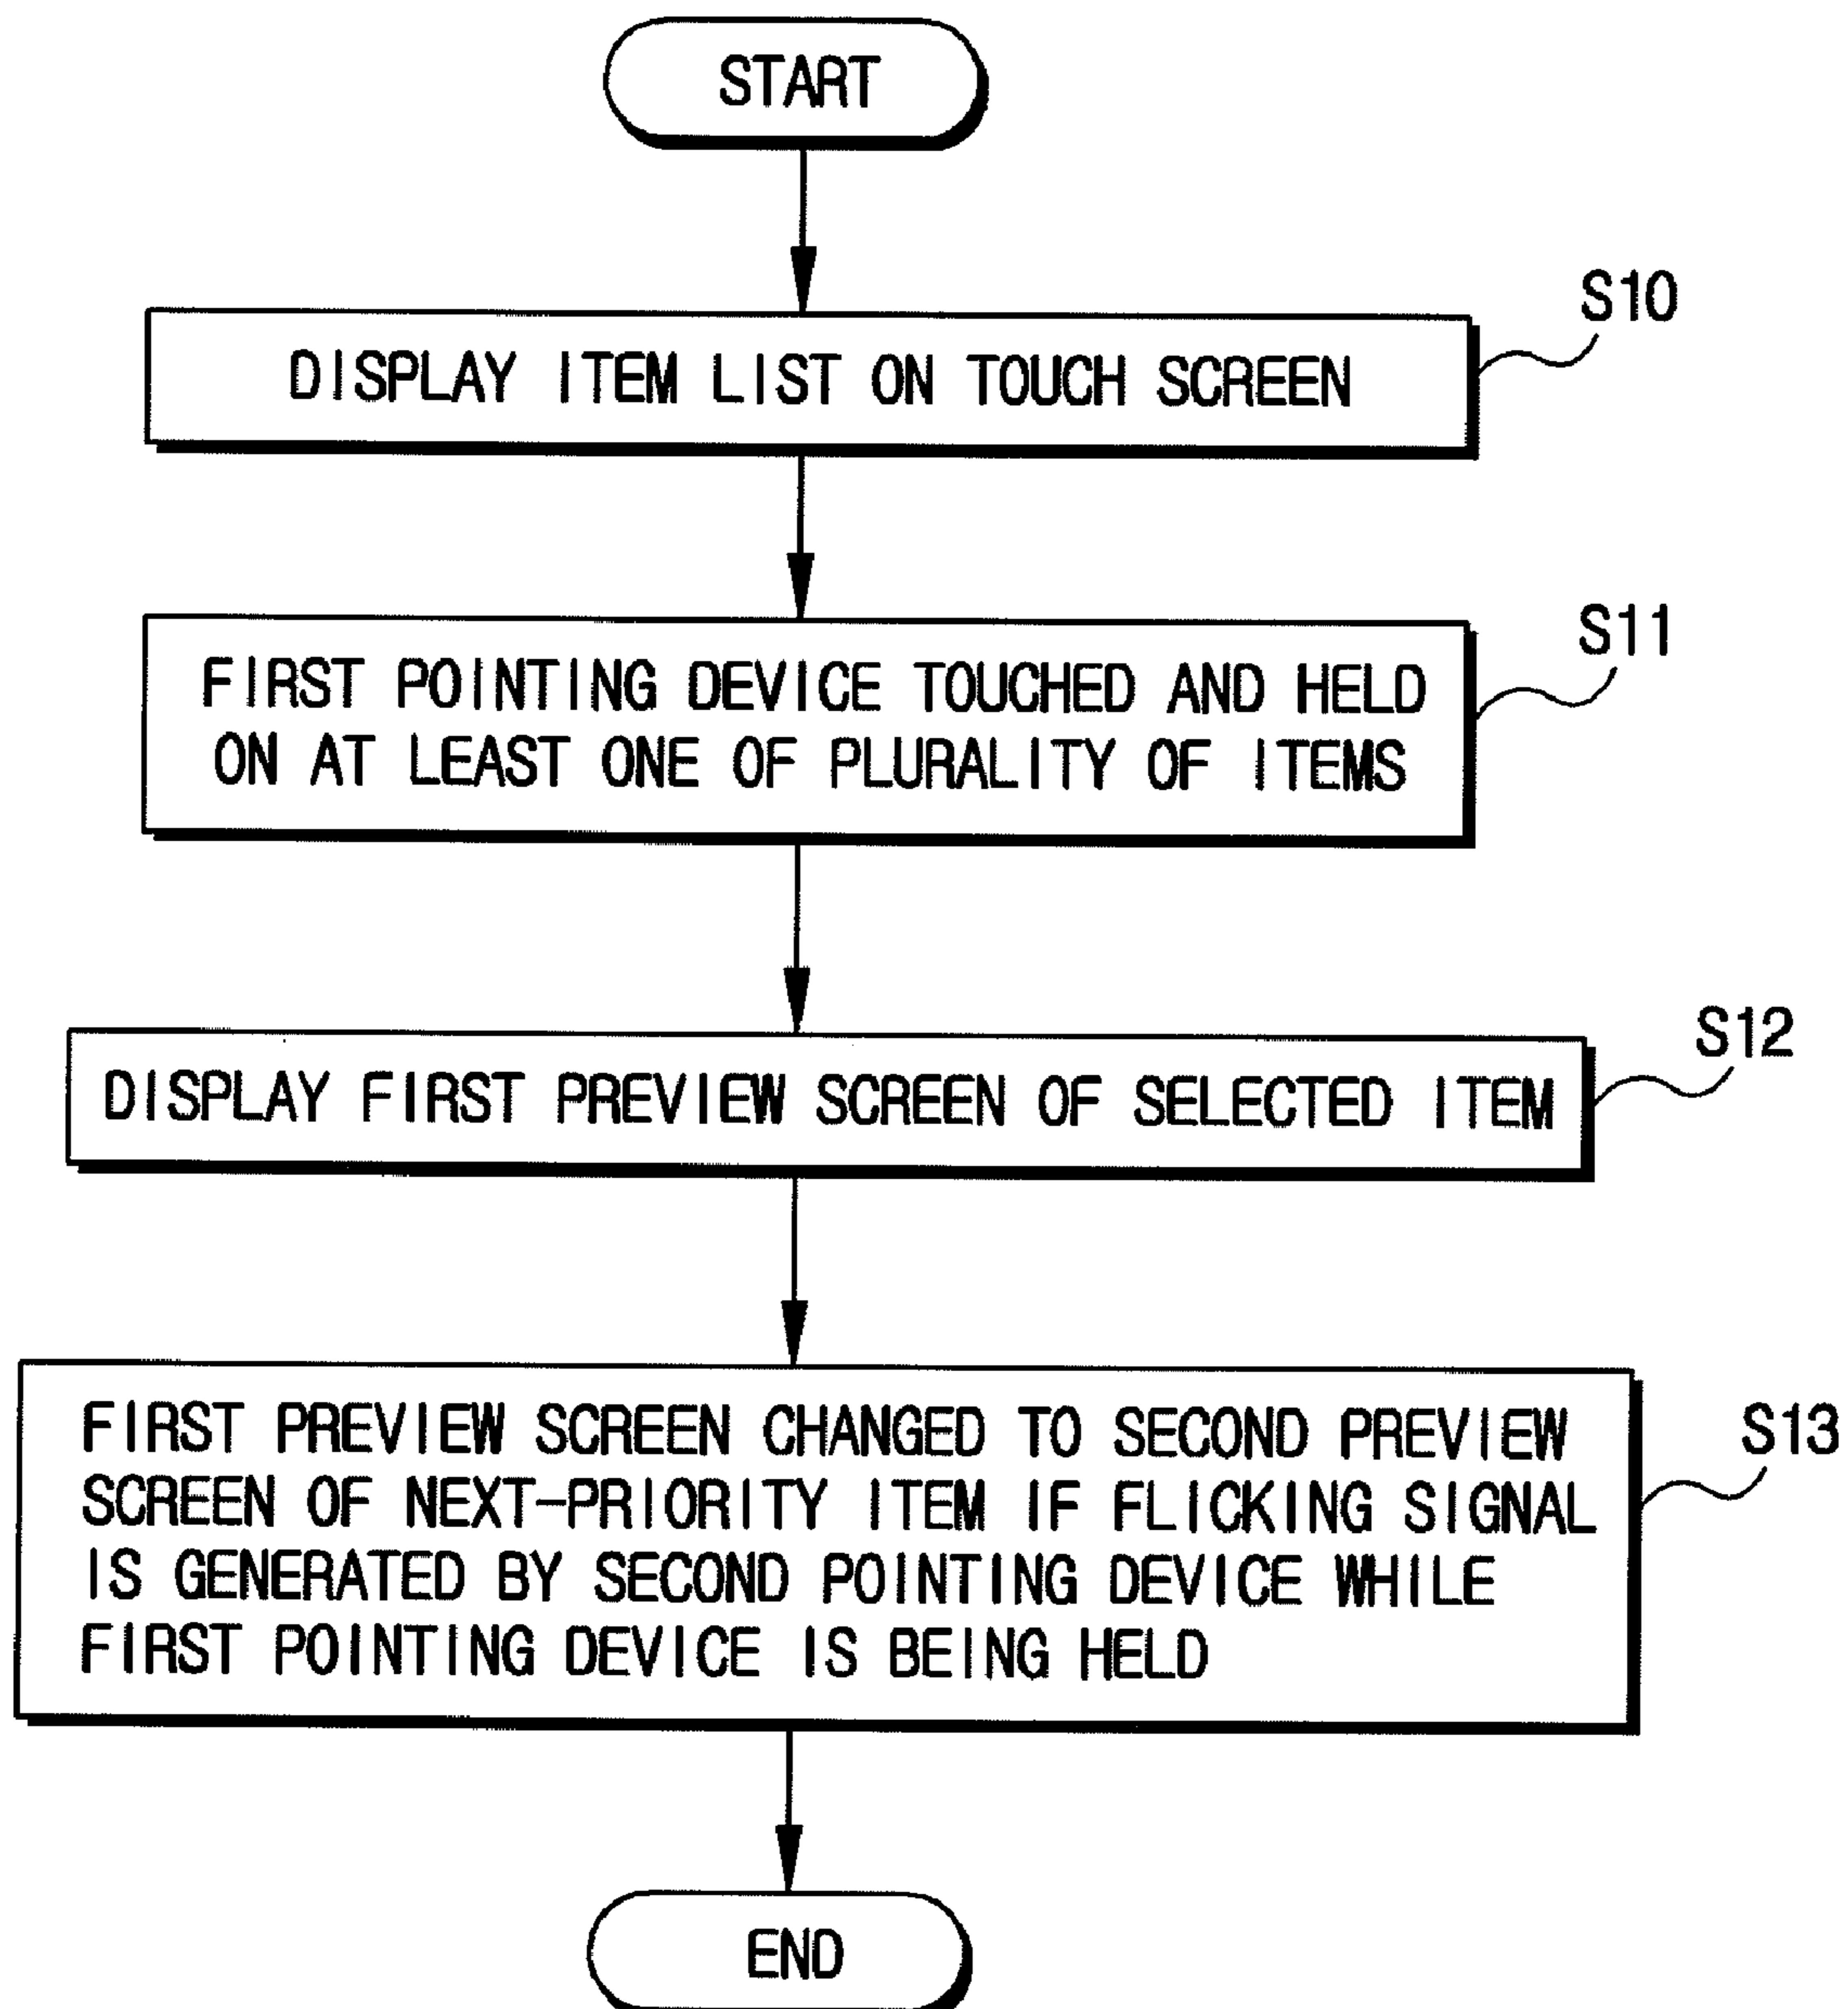 START
S10
DISPLAY ITEM LIST ON TOUCH SCREEN
S11
FIRST POINTING DEVICE TOUCHED AND HELD
ON AT LEAST ONE OF PLURALITY OF ITEMS
S12
DISPLAY FIRST PREVIEW SCREEN OF SELECTED ITEM
S13
FIRST PREVIEW SCREEN CHANGED TO SECOND PREVIEW
SCREEN OF NEXT-PRIORITY ITEM IF FLICKING SIGNAL
IS GENERATED BY SECOND POINTING DEVICE WHILE
FIRST POINTING DEVICE IS BEING HELD
END